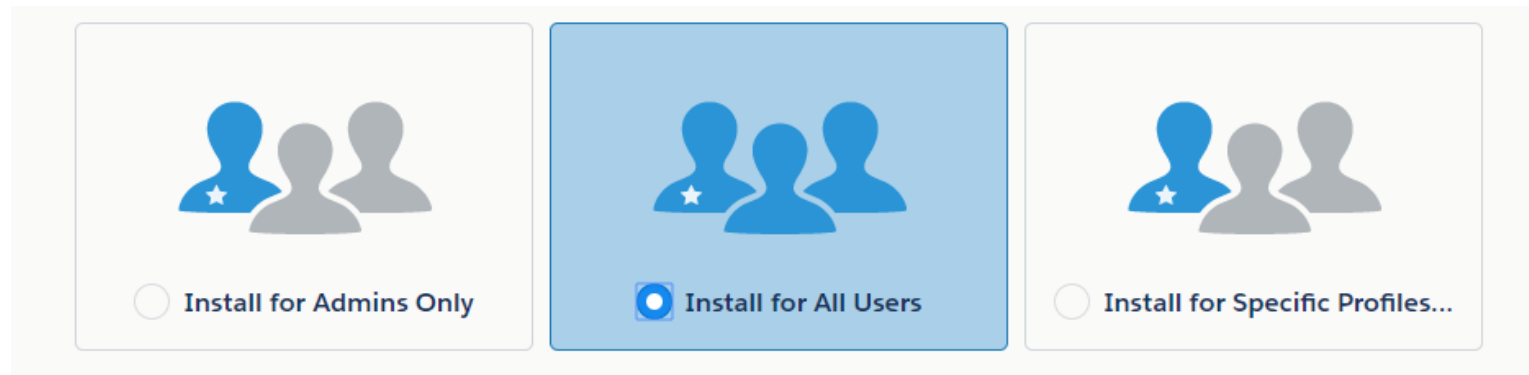 Install for Admins Only
Install for All Users
Install for Specific Profiles...